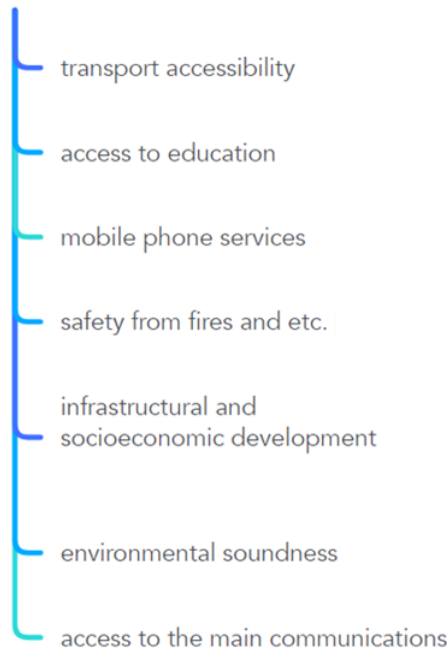 transport accessibility
access to education
mobile phone services
safety from fires and etc.
infrastructural and
socioeconomic development
environmental soundness
access to the main communications